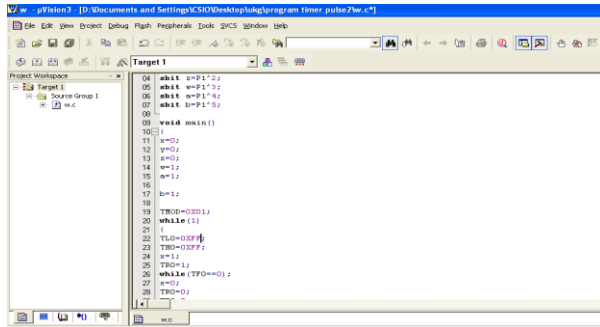 w - µVision3 - [D:\Documents and Settings\CSIO\Desktop\ukg\program timer pulse2\w.c*]
File Edit View Project Debug Flash Peripherals Tools SVCS Window Help
Target 1
Project Workspace
Target 1
Source Group 1
w.c
04 sbit z=P1^2;
05 sbit w=P1^3;
06 sbit a=P1^4;
07 sbit b=P1^5;
08
09 void main()
10 {
11 x=0;
12 y=0;
13 z=0;
14 w=1;
15 a=1;
16
17 b=1;
18
19 TMOD=0X01;
20 while(1)
21 {
22 TL0=0XFF;
23 TH0=0XFF;
24 x=1;
25 TR0=1;
26 while(TF0==0);
27 x=0;
28 TR0=0;
w.c